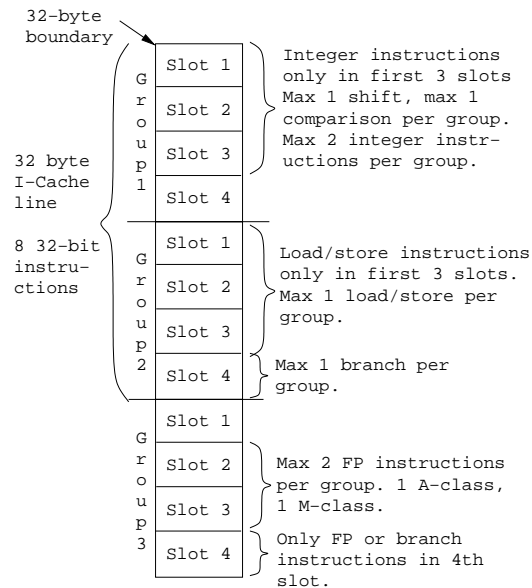 32-byte
boundary
Slot 1
Slot 2
Slot 3
Slot 4
Group1
Integer instructions
only in first 3 slots
Max 1 shift, max 1
comparison per group.
Max 2 integer instr-
uctions per group.
32 byte
I-Cache
line
8 32-bit
instru-
ctions
Slot 1
Slot 2
Slot 3
Slot 4
Group2
Load/store instructions
only in first 3 slots.
Max 1 load/store per
group.
Max 1 branch per
group.
Slot 1
Slot 2
Slot 3
Slot 4
Group3
Max 2 FP instructions
per group. 1 A-class,
1 M-class.
Only FP or branch
instructions in 4th
slot.